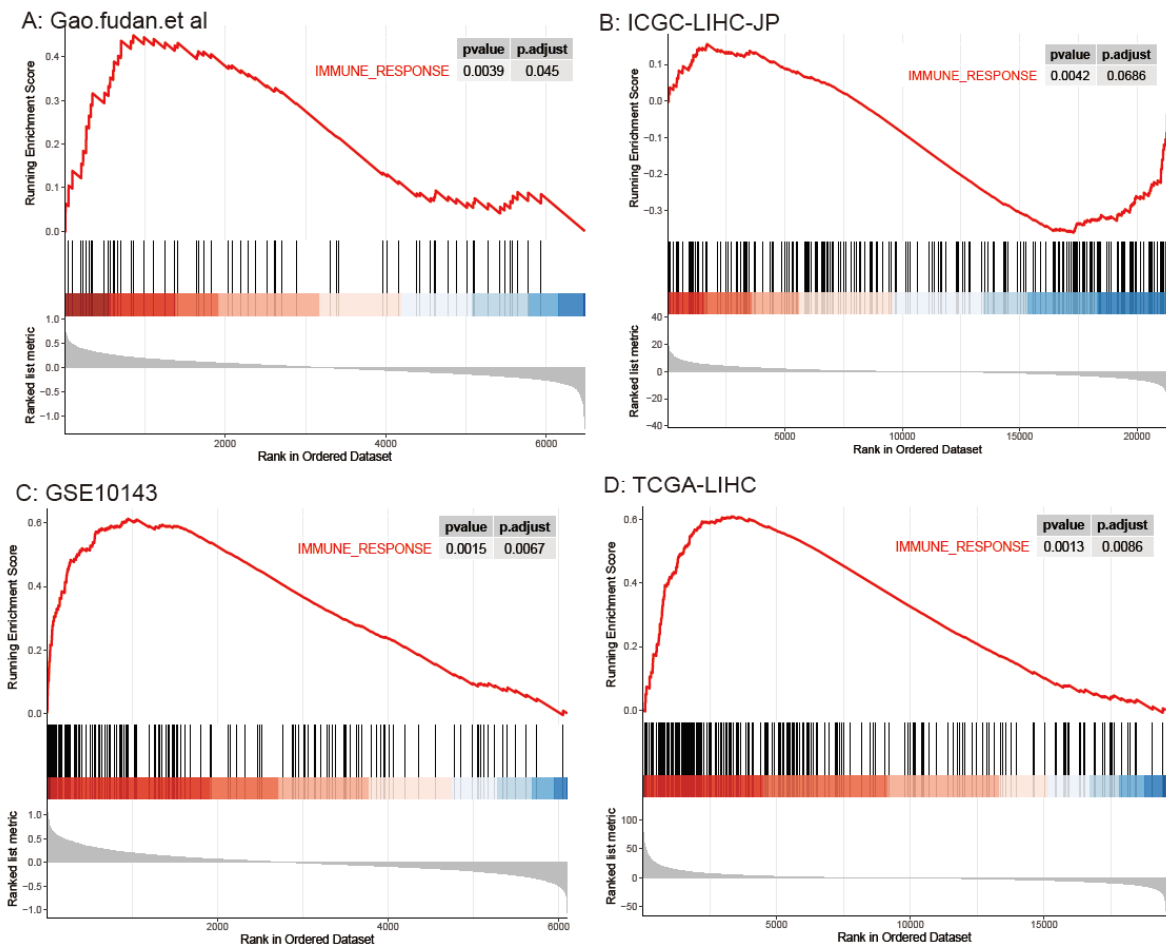 A: Gao.fudan.et al
pvalue p.adjust
IMMUNE_RESPONSE 0.0039 0.045
Running Enrichment Score
0.4
0.3
0.2
0.1
0.0
Ranked list metric
1.0
0.5
0.0
−0.5
−1.0
2000 4000 6000
Rank in Ordered Dataset
B: ICGC-LIHC-JP
pvalue p.adjust
IMMUNE_RESPONSE 0.0042 0.0686
Running Enrichment Score
0.1
0.0
−0.1
−0.3
Ranked list metric
40
20
0
−20
−40
5000 10000 15000 20000
Rank in Ordered Dataset
C: GSE10143
pvalue p.adjust
IMMUNE_RESPONSE 0.0015 0.0067
Running Enrichment Score
0.6
0.4
0.2
0.0
Ranked list metric
1.0
0.5
0.0
−0.5
−1.0
2000 4000 6000
Rank in Ordered Dataset
D: TCGA-LIHC
pvalue p.adjust
IMMUNE_RESPONSE 0.0013 0.0086
Running Enrichment Score
0.6
0.4
0.2
0.0
Ranked list metric
100
50
0
−50
5000 10000 15000
Rank in Ordered Dataset